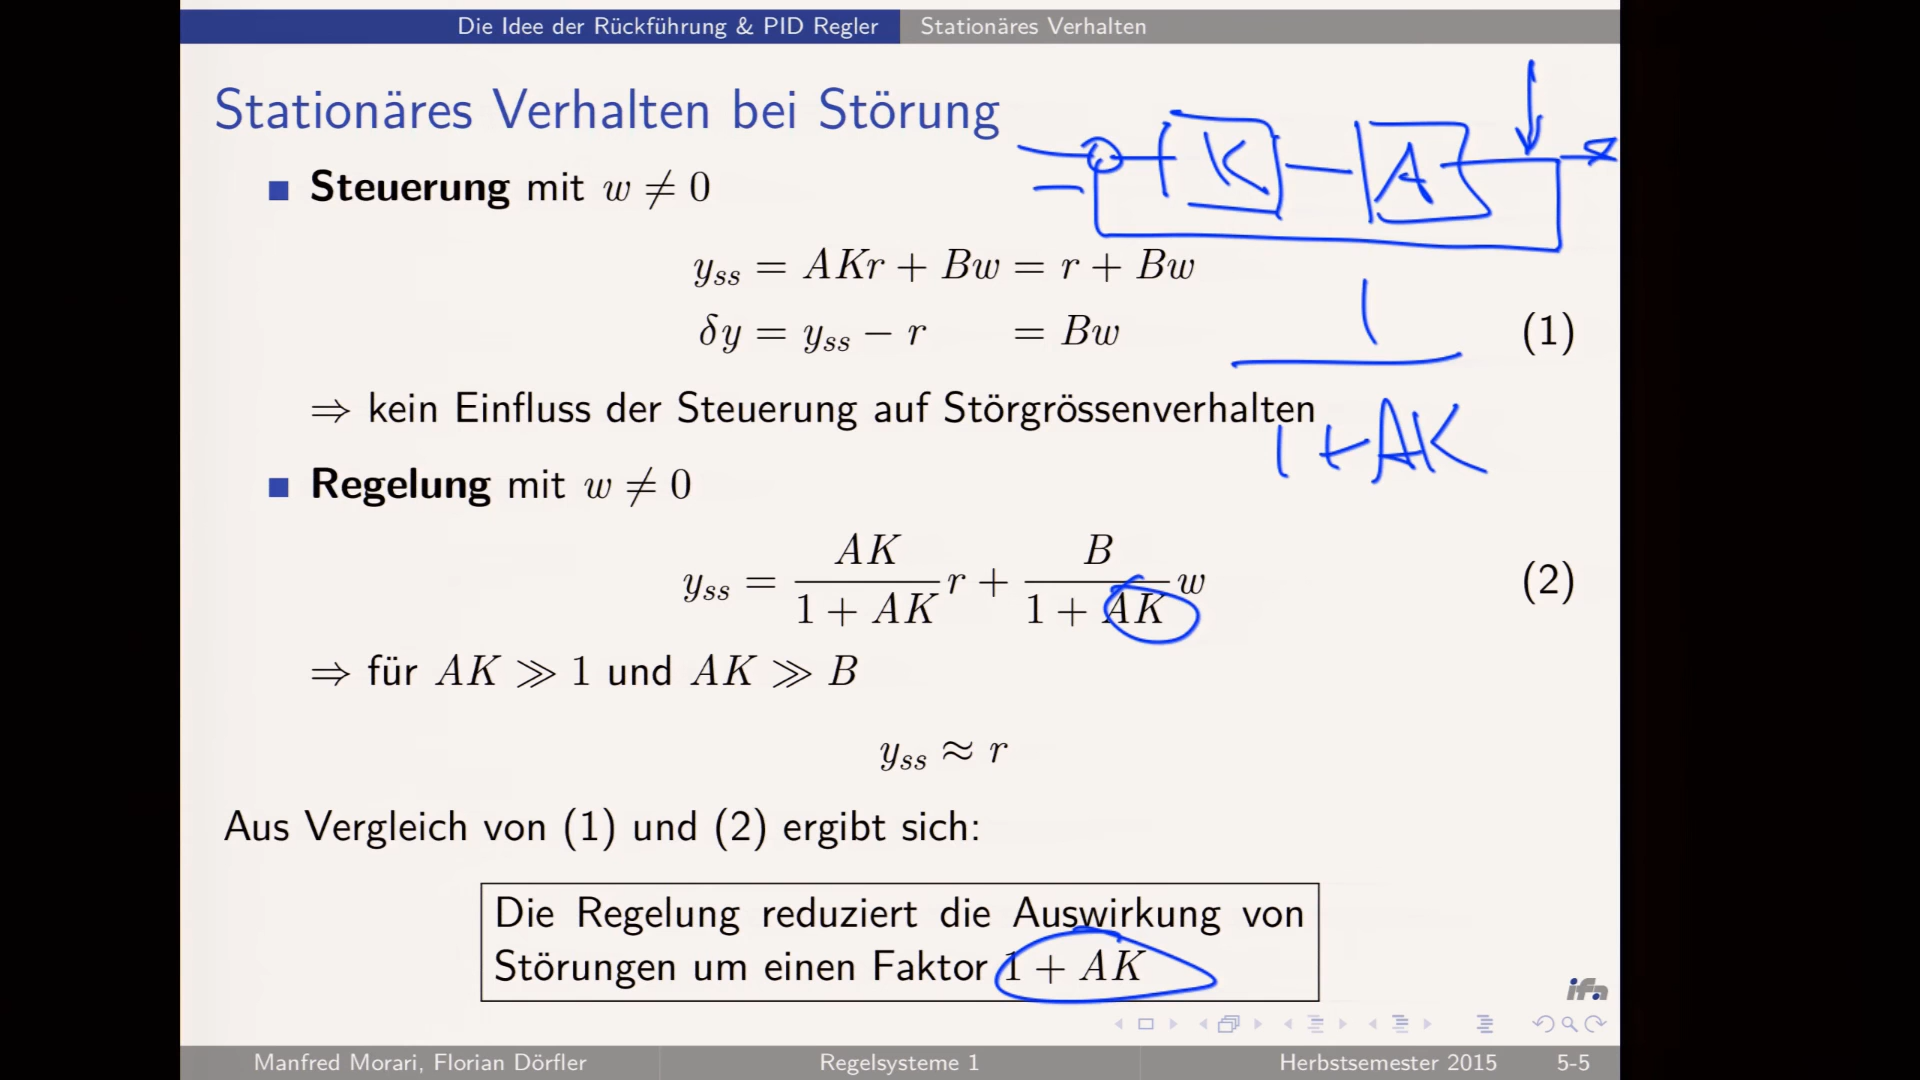 Die Idee der Rückführung & PID Regler Stationäres Verhalten
Stationäres Verhalten bei Störung
K A
Steuerung mit w ≠ 0
y_ss = AKr + Bw = r + Bw
δy = y_ss − r = Bw (1)
1
⇒ kein Einfluss der Steuerung auf Störgrössenverhalten
1 + AK
Regelung mit w ≠ 0
y_ss = AK/(1 + AK) r + B/(1 + AK) w (2)
⇒ für AK ≫ 1 und AK ≫ B
y_ss ≈ r
Aus Vergleich von (1) und (2) ergibt sich:
Die Regelung reduziert die Auswirkung von
Störungen um einen Faktor 1 + AK
ifa
Manfred Morari, Florian Dörfler Regelsysteme 1 Herbstsemester 2015 5-5